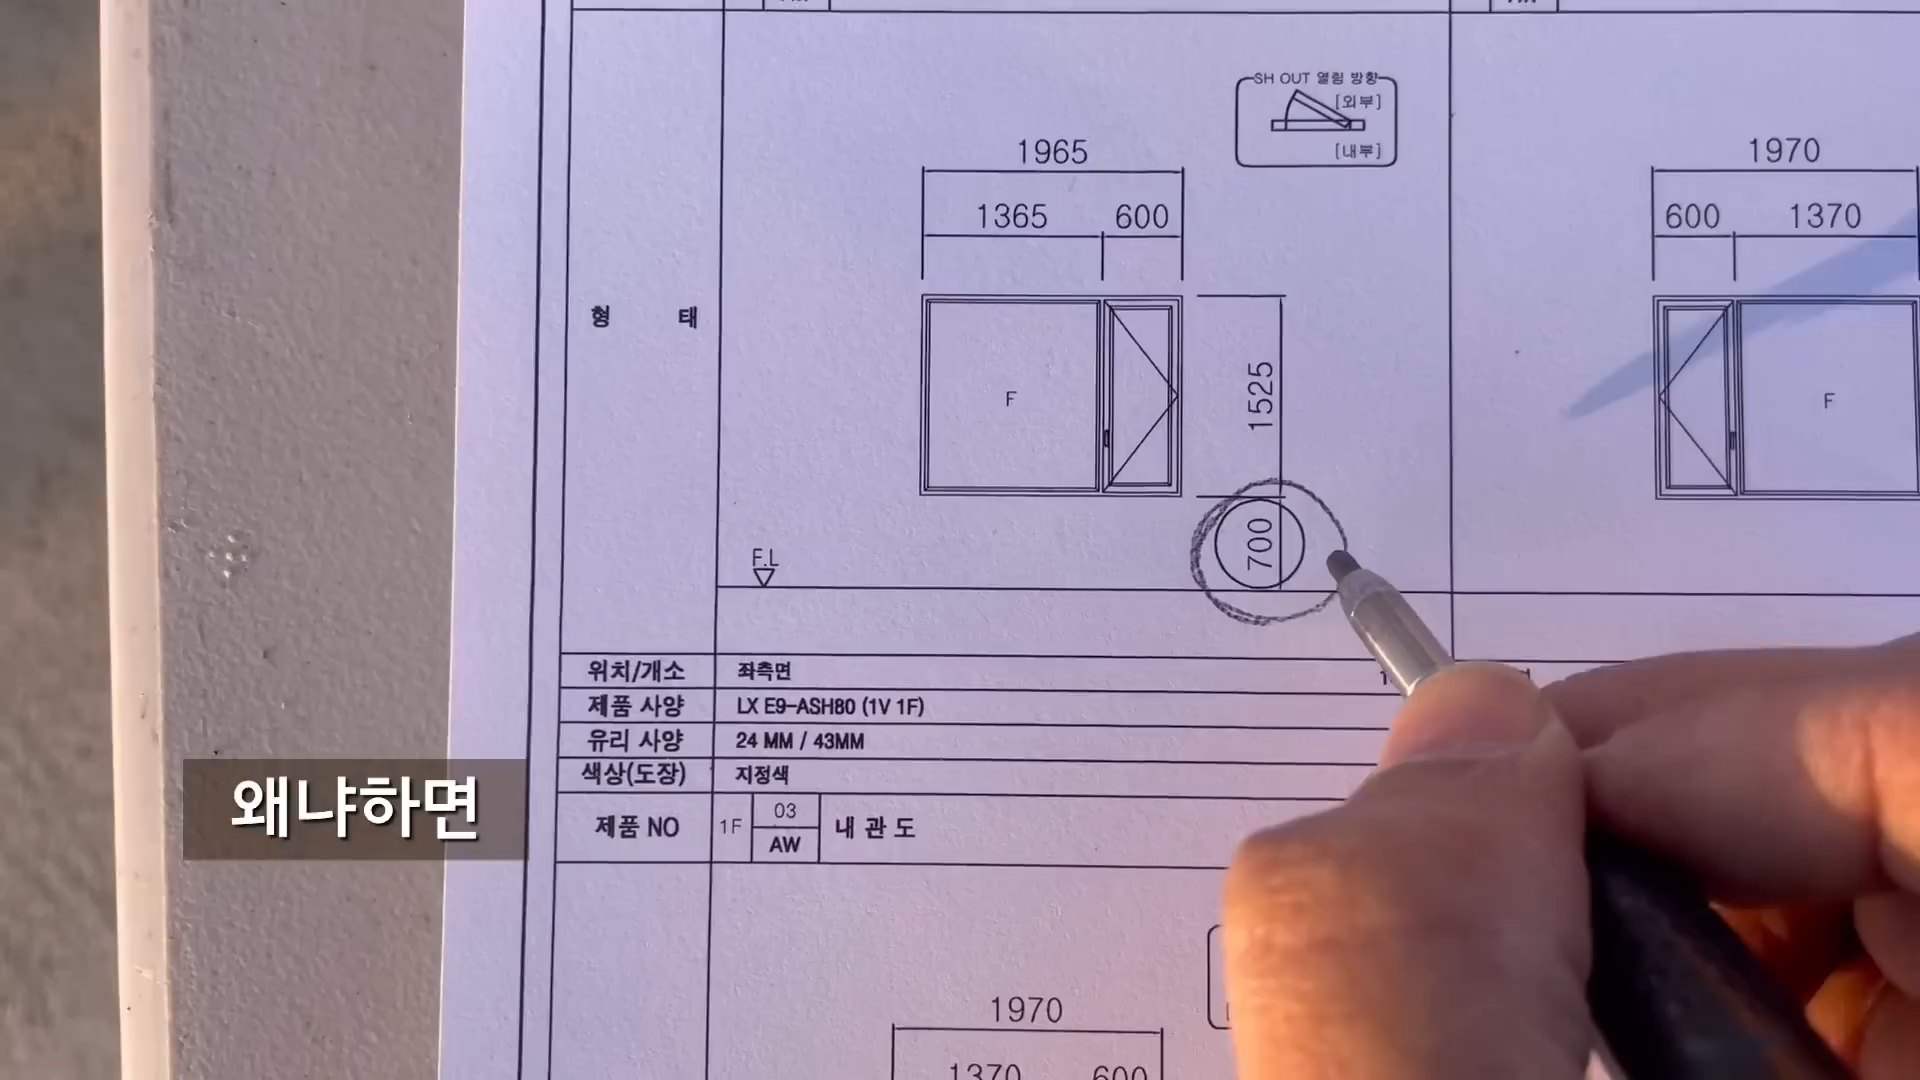 SH OUT 열림 방향
[외부]
[내부]
1965
1365 600
1970
600 1370
형 태
F
1525
F
700
F.L
위치/개소 좌측면
제품 사양 LX E9-ASH80 (1V 1F)
유리 사양 24 MM / 43MM
색상(도장) 지정색
제품 NO 1F 03 AW 내 관 도
왜냐하면
1970
1370 600